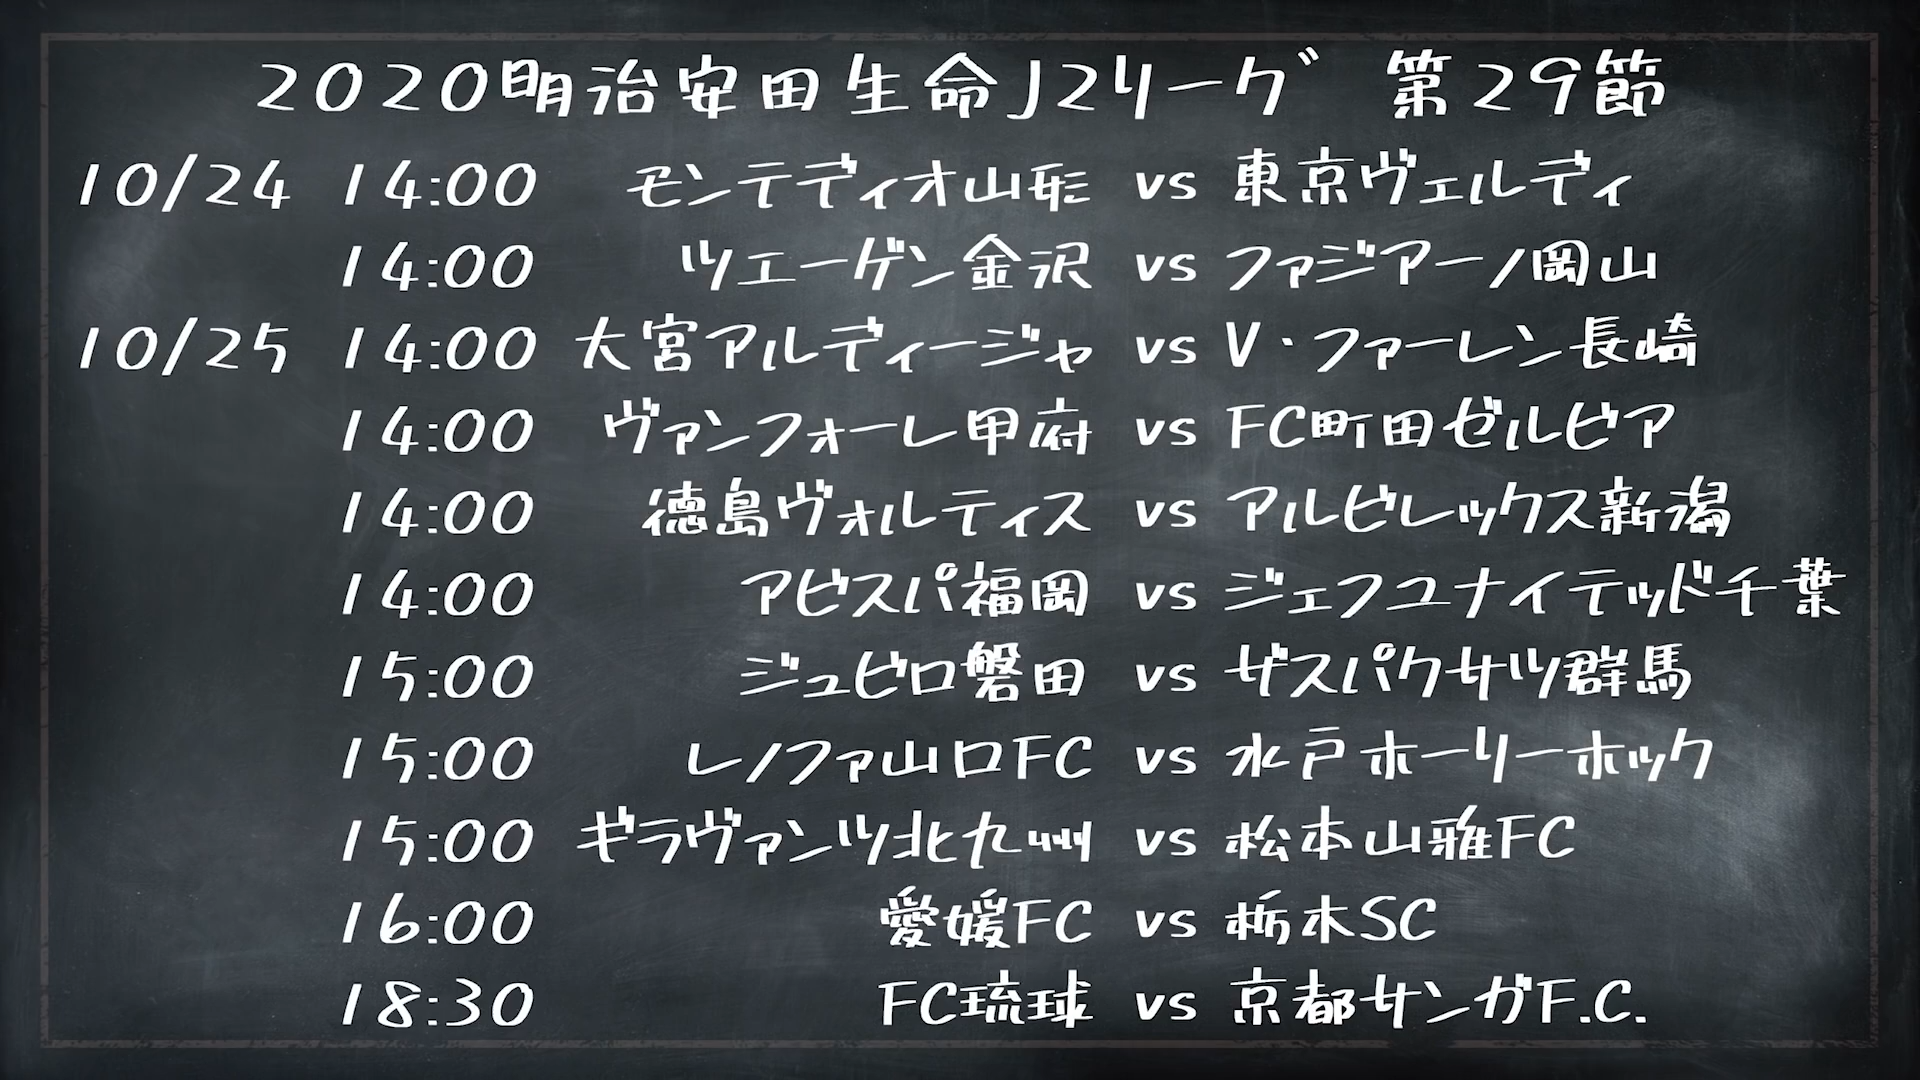 2020明治安田生命J2リーグ 第29節
10/24 14:00 モンテディオ山形 vs 東京ヴェルディ
14:00 ツエーゲン金沢 vs ファジアーノ岡山
10/25 14:00 大宮アルディージャ vs V・ファーレン長崎
14:00 ヴァンフォーレ甲府 vs FC町田ゼルビア
14:00 徳島ヴォルティス vs アルビレックス新潟
14:00 アビスパ福岡 vs ジェフユナイテッド千葉
15:00 ジュビロ磐田 vs ザスパクサツ群馬
15:00 レノファ山口FC vs 水戸ホーリーホック
15:00 ギラヴァンツ北九州 vs 松本山雅FC
16:00 愛媛FC vs 栃木SC
18:30 FC琉球 vs 京都サンガF.C.